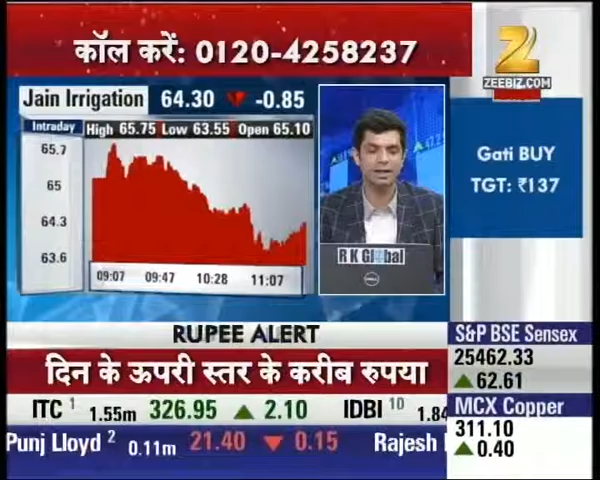 कॉल करें: 0120-4258237
Z
ZEEBIZ.COM
Jain Irrigation 64.30 -0.85
Intraday High 65.75 Low 63.55 Open 65.10
65.7
65
64.3
63.6
09:07 09:47 10:28 11:07
R K Global
DELL
Gati BUY
TGT: ₹137
RUPEE ALERT
दिन के ऊपरी स्तर के करीब रुपया
S&P BSE Sensex
25462.33
62.61
MCX Copper
311.10
0.40
ITC 1 1.55m 326.95 2.10 IDBI 10 1.84
Punj Lloyd 2 0.11m 21.40 0.15 Rajesh